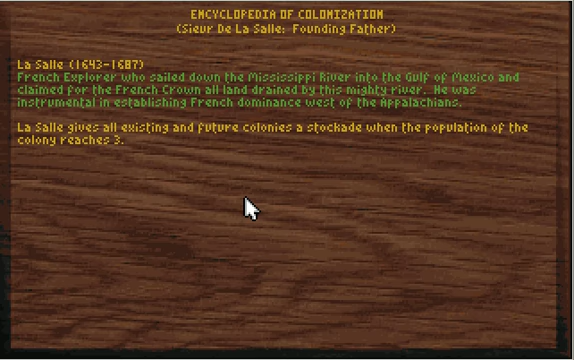 ENCYCLOPEDIA OF COLONIZATION
(Sieur De La Salle: Founding Father)
La Salle (1643-1687)
French Explorer who sailed down the Mississippi River into the Gulf of Mexico and
claimed for the French Crown all land drained by this mighty river. He was
instrumental in establishing French dominance west of the Appalachians.
La Salle gives all existing and future colonies a stockade when the population of the
colony reaches 3.